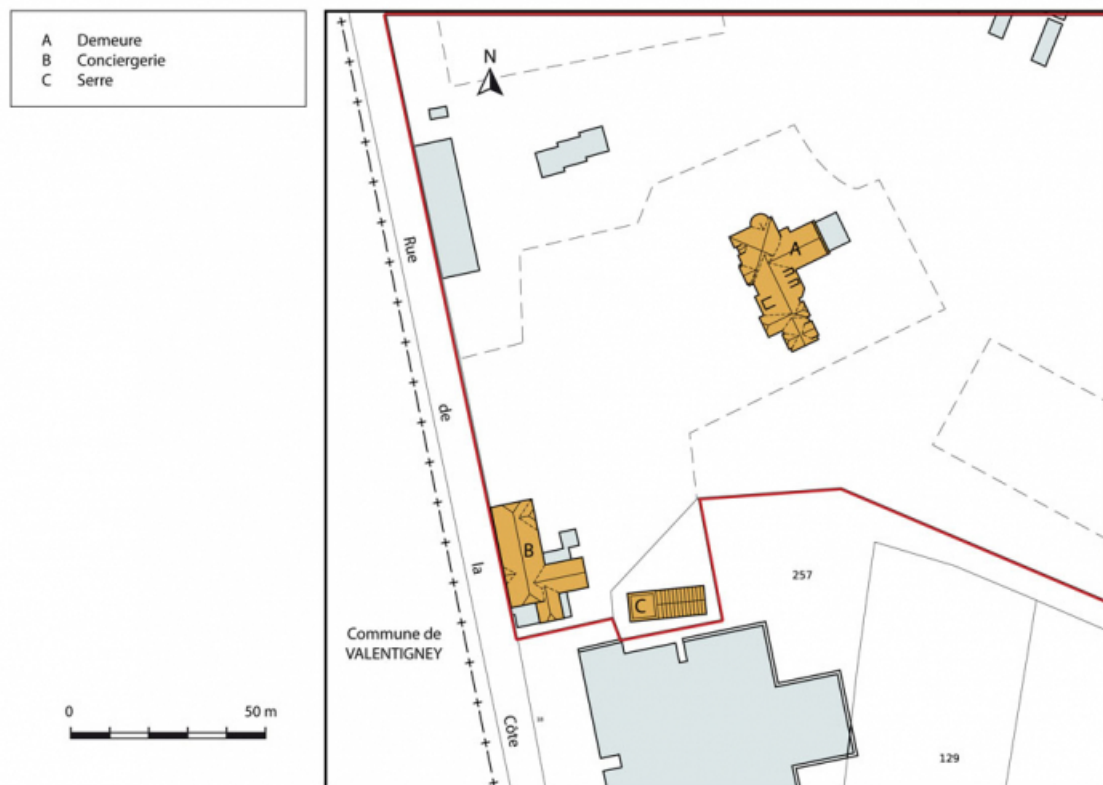 A Demeure
B Conciergerie
C Serre
N
Rue de la Côte
A
B
C
257
Commune de
VALENTIGNEY
0 50 m
129